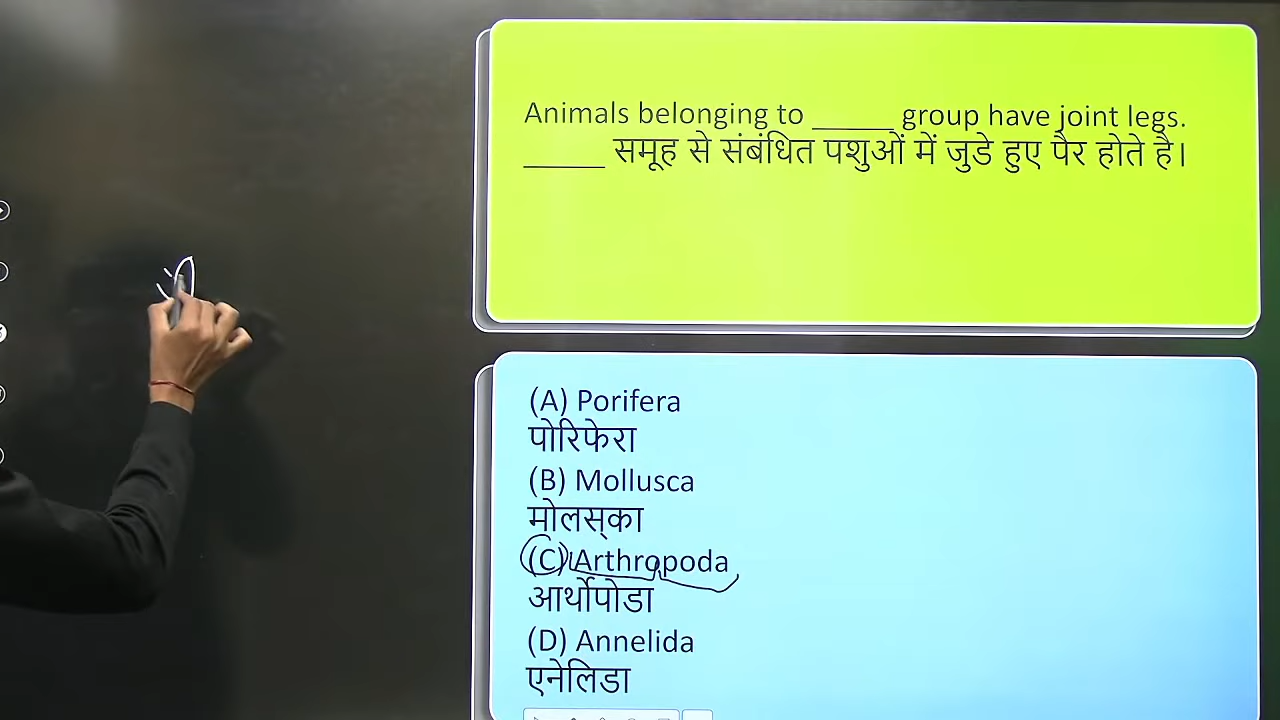 Animals belonging to ______ group have joint legs.
______ समूह से संबंधित पशुओं में जुडे हुए पैर होते है।
(A) Porifera
पोरिफेरा
(B) Mollusca
मोलस्का
(C) Arthropoda
आर्थोपोडा
(D) Annelida
एनेलिडा